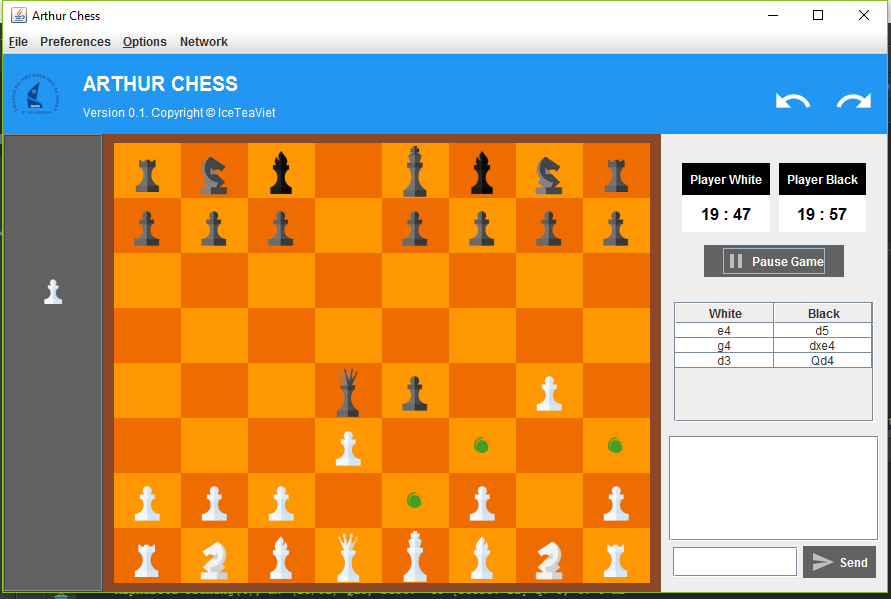 Arthur Chess
File Preferences Options Network
ARTHUR CHESS
Version 0.1. Copyright © IceTeaViet
Player White Player Black
19 : 47 19 : 57
Pause Game
White Black
e4 d5
g4 dxe4
d3 Qd4
Send